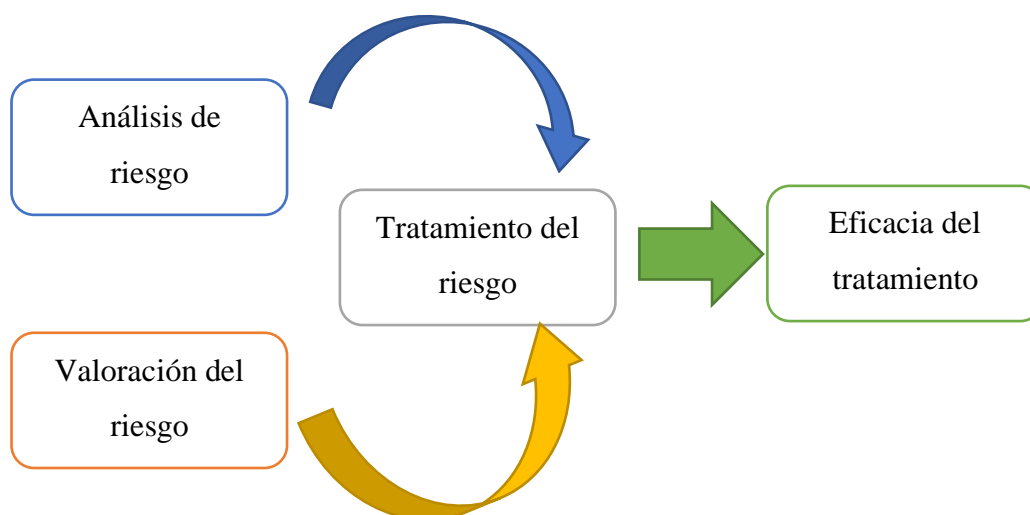 Análisis de
riesgo
Tratamiento del
riesgo
Eficacia del
tratamiento
Valoración del
riesgo